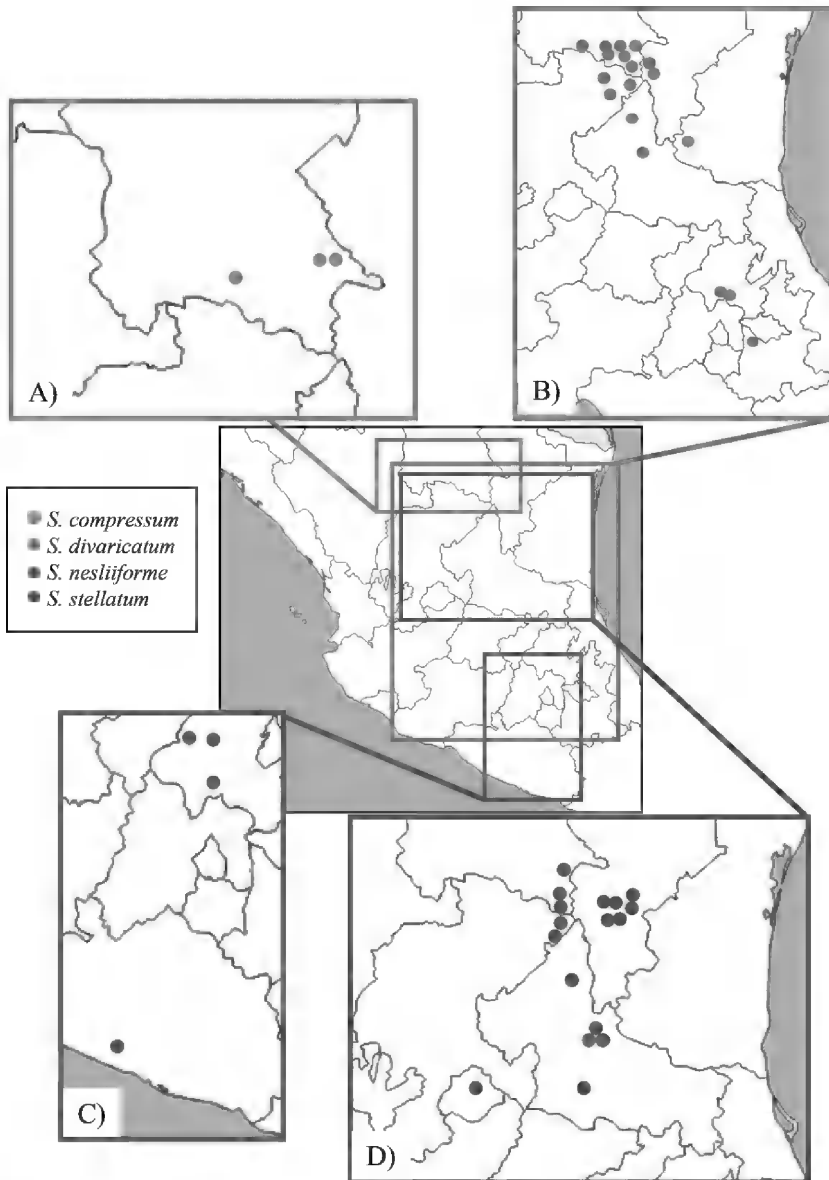 A)
B)
S. compressum
S. divaricatum
S. nesliiforme
S. stellatum
C)
D)